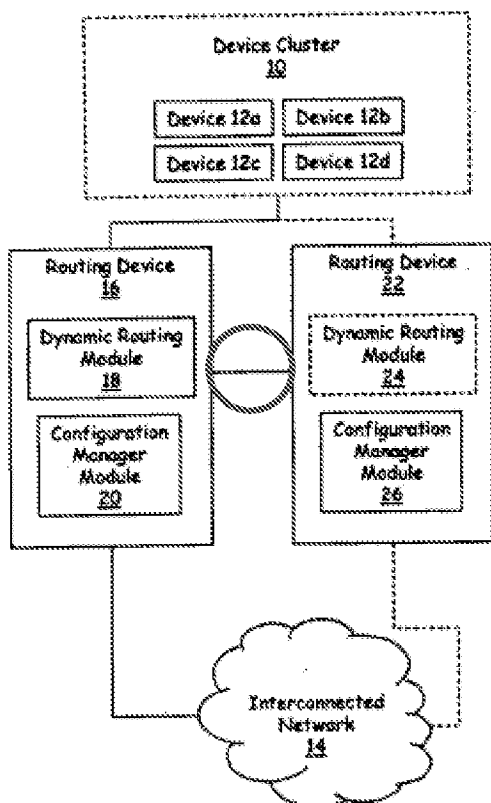 Device Cluster
10
Device 12a
Device 12b
Device 12c
Device 12d
Routing Device
16
Dynamic Routing
Module
18
Configuration
Manager
Module
20
Routing Device
22
Dynamic Routing
Module
24
Configuration
Manager
Module
26
Interconnected
Network
14